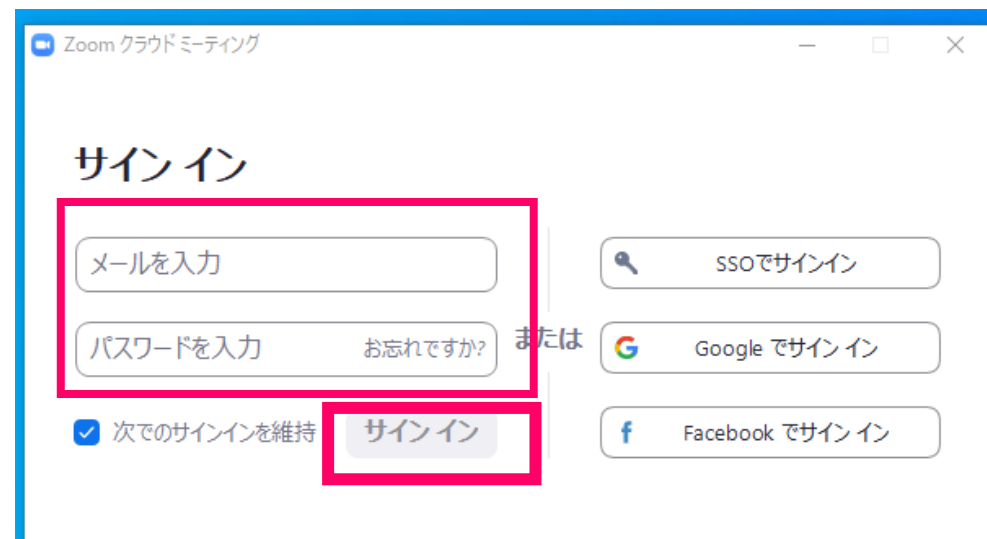 Zoom クラウド ミーティング
サイン イン
メールを入力
パスワードを入力 お忘れですか?
次でのサインインを維持 サイン イン
または
SSOでサインイン
Google でサイン イン
Facebook でサイン イン